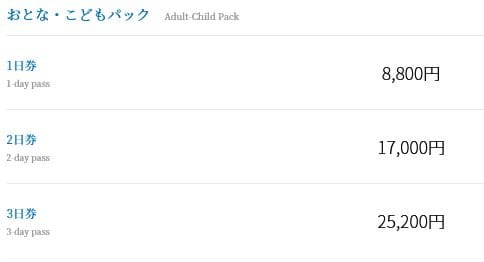 おとな・こどもパック Adult-Child Pack
1日券 8,800円
1-day pass
2日券 17,000円
2-day pass
3日券 25,200円
3-day pass